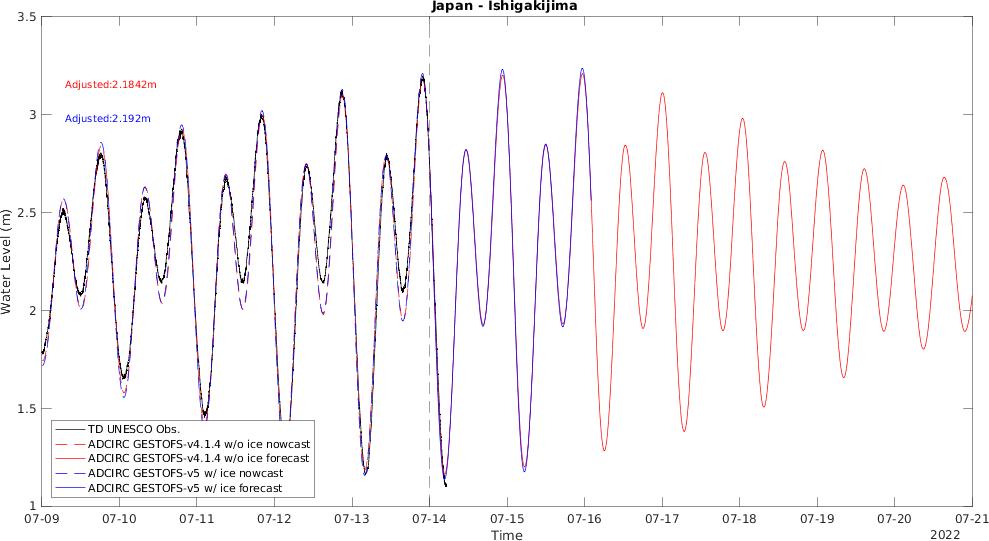 Japan - Ishigakijima
3.5
3
2.5
2
1.5
1
Water Level (m)
Adjusted:2.1842m
Adjusted:2.192m
TD UNESCO Obs.
ADCIRC GESTOFS-v4.1.4 w/o ice nowcast
ADCIRC GESTOFS-v4.1.4 w/o ice forecast
ADCIRC GESTOFS-v5 w/ ice nowcast
ADCIRC GESTOFS-v5 w/ ice forecast
07-09 07-10 07-11 07-12 07-13 07-14 07-15 07-16 07-17 07-18 07-19 07-20 07-21
Time
2022